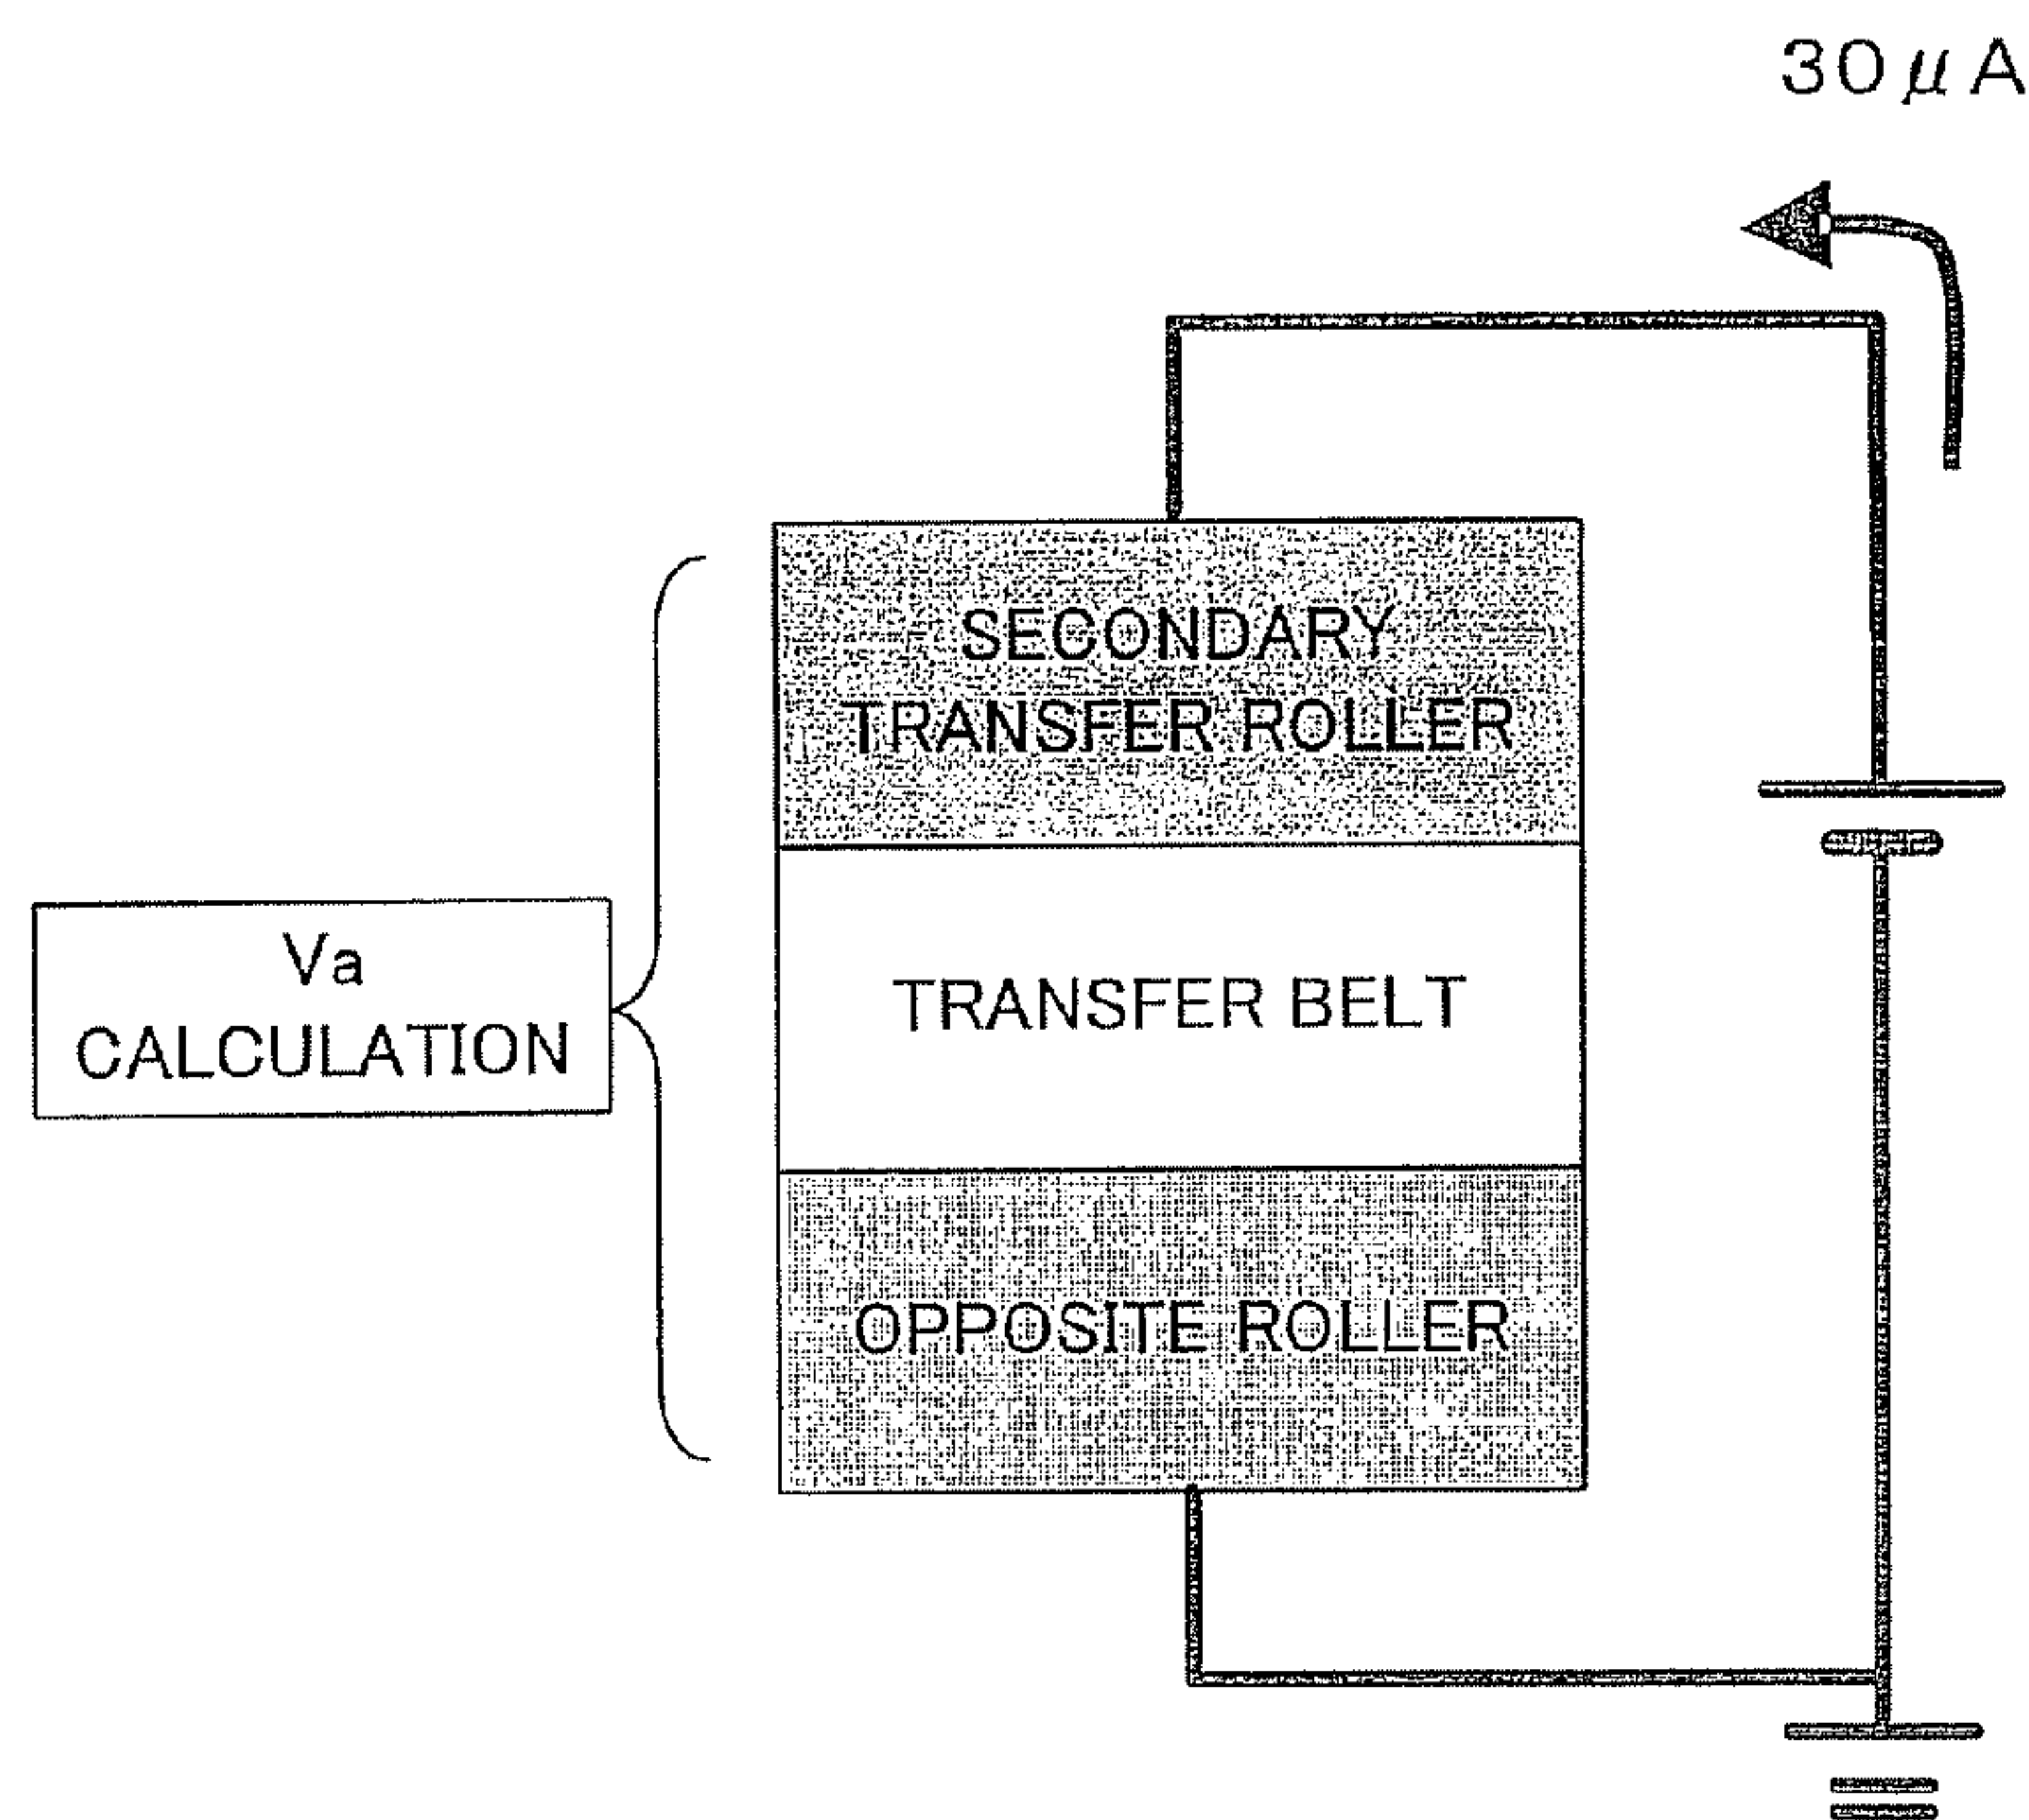 30μA
SECONDARY
TRANSFER ROLLER
Va
CALCULATION
TRANSFER BELT
OPPOSITE ROLLER